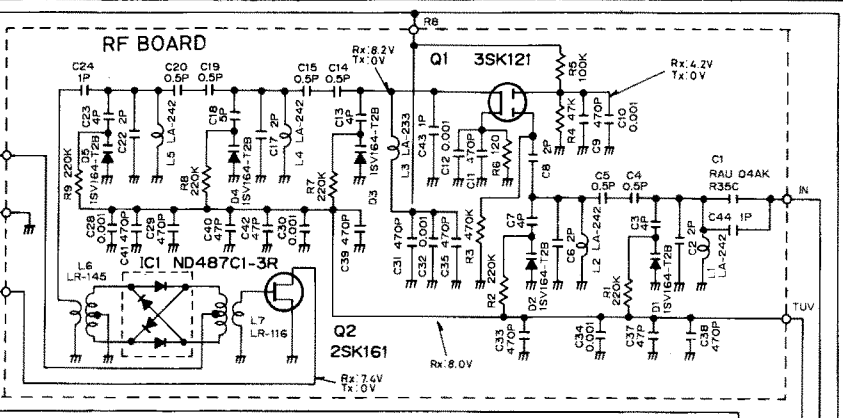 R8
RF BOARD
C24
1P
C20
0.5P
C19
0.5P
C15
0.5P
C14
0.5P
Rx:8.2V
Tx:0V
Q1 3SK121
R5
100K
Rx:4.2V
Tx:0V
C23
4P
C22
2P
L5 LA-242
C18
5P
C17 2P
L4 LA-242
C13
4P
L3 LA-233
C43 1P
C12 0.001
C11 470P
R6 120
R4 47K
C9 470P
C10
0.001
C8
2P
R9 220K
D5
1SV164-T2B
R8
220K
D4
1SV164-T2B
R7
220K
1SV164-T2B
D3
C1
RAU 04AK
R35C
C5
0.5P
C4
0.5P
C44 1P
IN
C28
0.001
C41 470P
C29
470P
C40
47P
C42
47P
C30
0.001
C39 470P
C31 470P
C32 0.001
C35 470P
R3 470K
C7
4P
R2 220K
D2
1SV164-T2B
C6 2P
L2 LA-242
C3
4P
R1
220K
D1
1SV164-T2B
C2 2P
L1
LA-242
IC1 ND487C1-3R
L6
LR-145
L7
LR-116
Q2
2SK161
TUV
C33
470P
C34
0.001
C37
47P
C38
470P
Rx:8.0V
Rx:7.4V
Tx:0V